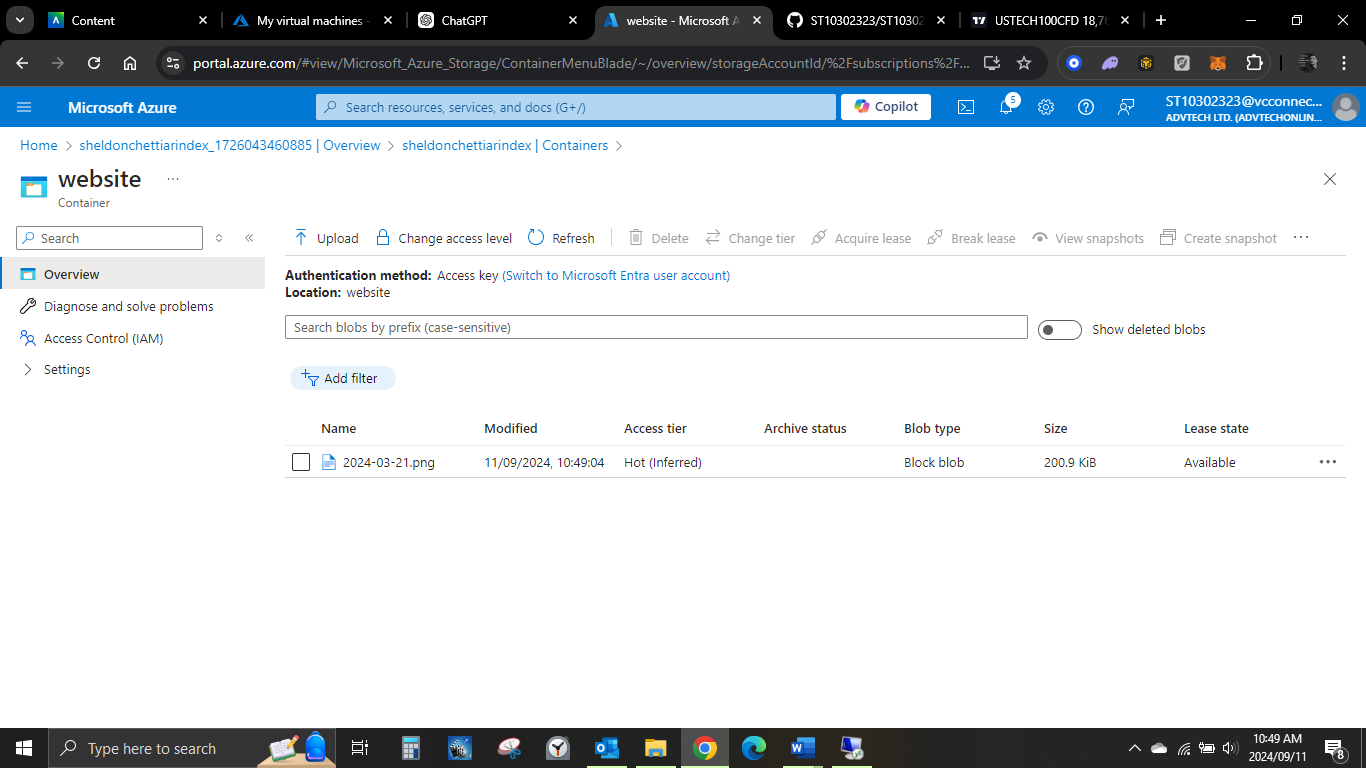 Content
My virtual machines -
ChatGPT
website - Microsoft A
ST10302323/ST10302
USTECH100CFD 18,76
portal.azure.com/#view/Microsoft_Azure_Storage/ContainerMenuBlade/~/overview/storageAccountId/%2Fsubscriptions%2F...
Microsoft Azure
Search resources, services, and docs (G+/)
Copilot
5
ST10302323@vcconnec...
ADVTECH LTD. (ADVTECHONLIN...
Home > sheldonchettiarindex_1726043460885 | Overview > sheldonchettiarindex | Containers >
website ...
Container
Search
Upload Change access level Refresh Delete Change tier Acquire lease Break lease View snapshots Create snapshot ...
Overview
Diagnose and solve problems
Access Control (IAM)
Settings
Authentication method: Access key (Switch to Microsoft Entra user account)
Location: website
Search blobs by prefix (case-sensitive)
Show deleted blobs
Add filter
Name Modified Access tier Archive status Blob type Size Lease state
2024-03-21.png 11/09/2024, 10:49:04 Hot (Inferred) Block blob 200.9 KiB Available ...
Type here to search
10:49 AM
2024/09/11
8